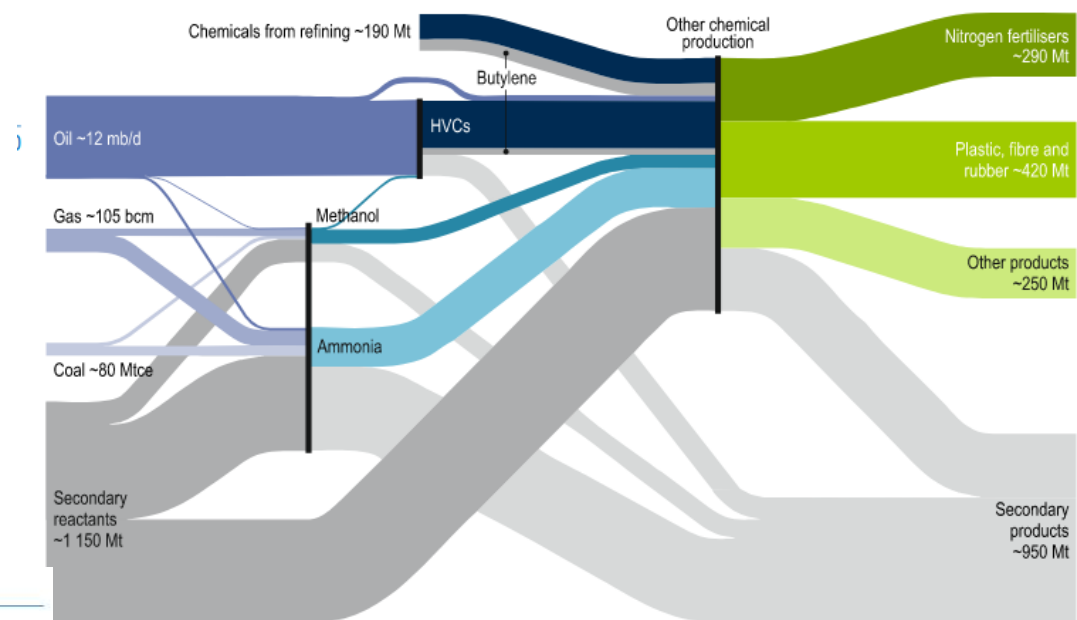 Chemicals from refining ~190 Mt
Other chemical
production
Nitrogen fertilisers
~290 Mt
Butylene
Oil ~12 mb/d
HVCs
Plastic, fibre and
rubber ~420 Mt
Gas ~105 bcm
Methanol
Other products
~250 Mt
Ammonia
Coal ~80 Mtce
Secondary
reactants
~1 150 Mt
Secondary
products
~950 Mt